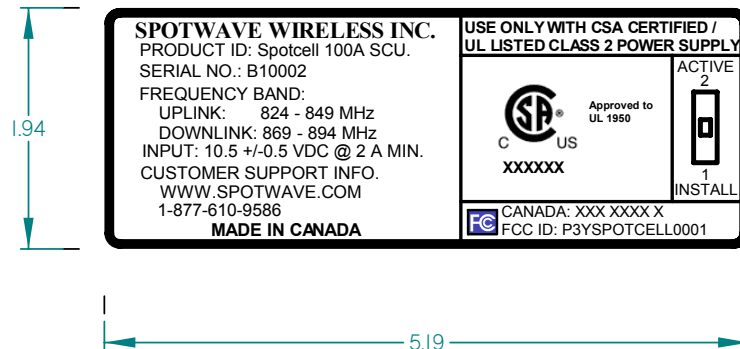 SPOTWAVE WIRELESS INC.
PRODUCT ID: Spotcell 100A SCU.
SERIAL NO.: B10002
FREQUENCY BAND:
UPLINK: 824 - 849 MHz
DOWNLINK: 869 - 894 MHz
INPUT: 10.5 +/-0.5 VDC @ 2 A MIN.
CUSTOMER SUPPORT INFO.
WWW.SPOTWAVE.COM
1-877-610-9586
MADE IN CANADA
USE ONLY WITH CSA CERTIFIED /
UL LISTED CLASS 2 POWER SUPPLY
SA
C US
Approved to
UL 1950
XXXXXX
ACTIVE
2
1
INSTALL
FC
CANADA: XXX XXXX X
FCC ID: P3YSPOTCELL0001
1.94
5.19